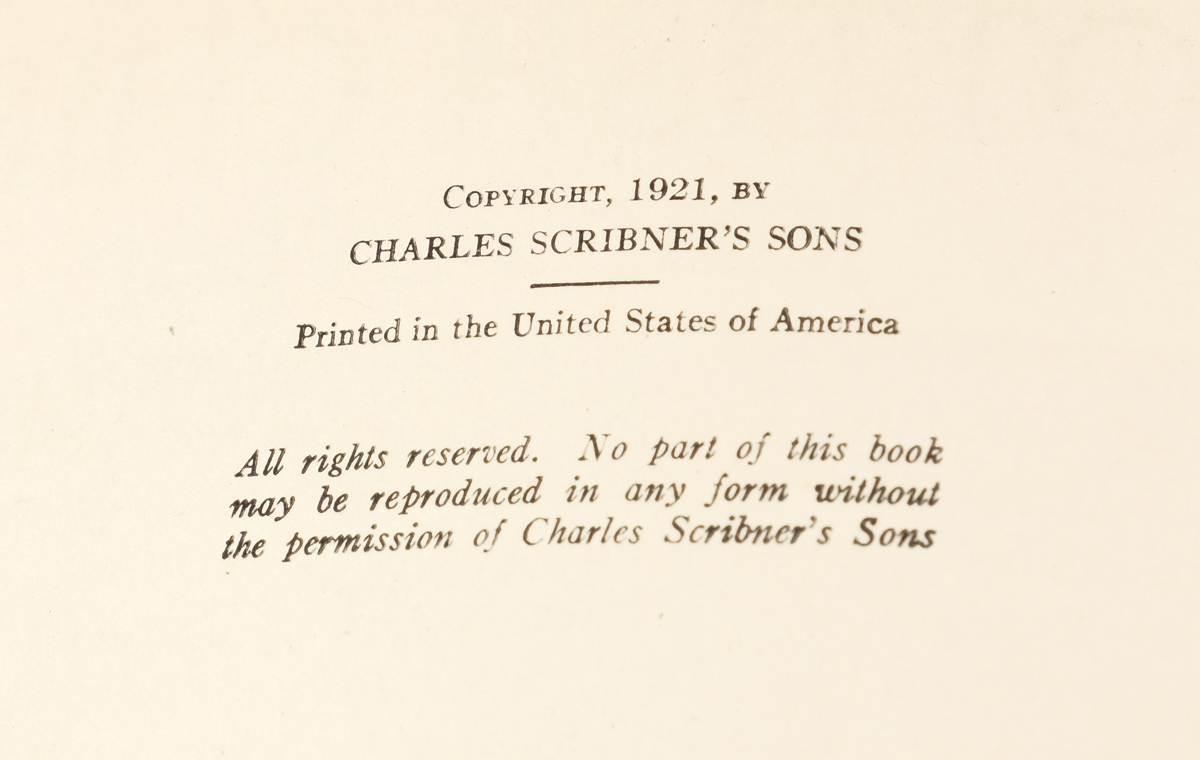 COPYRIGHT, 1921, BY
CHARLES SCRIBNER'S SONS
Printed in the United States of America
All rights reserved. No part of this book
may be reproduced in any form without
the permission of Charles Scribner's Sons